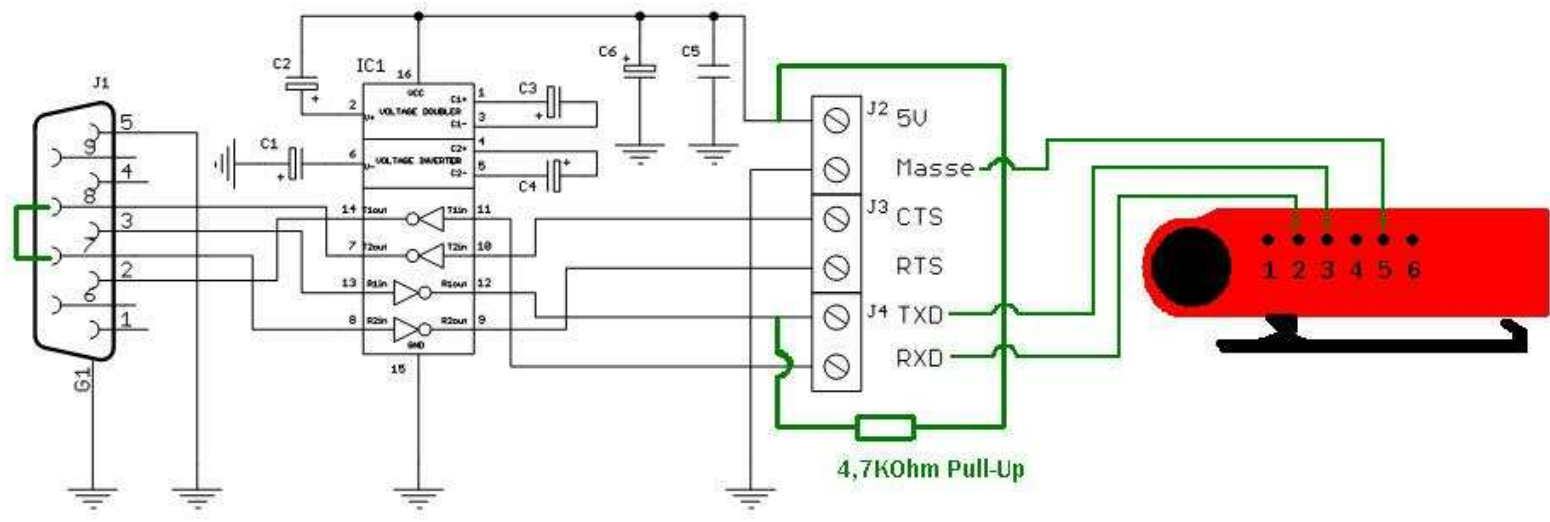 J1
5
9
4
8
3
7
2
6
1
G1
C2
C1
IC1
16
VCC
2
V+
VOLTAGE DOUBLER
C1+
1
C1-
3
C3
6
V-
VOLTAGE INVERTER
C2+
4
C2-
5
C4
14
T1out
T1in
11
7
T2out
T2in
10
13
R1in
R1out
12
8
R2in
R2out
9
GND
15
C6
C5
J2
5V
Masse
J3
CTS
RTS
J4
TXD
RXD
4,7KOhm Pull-Up
1 2 3 4 5 6
+
+
+
+
+